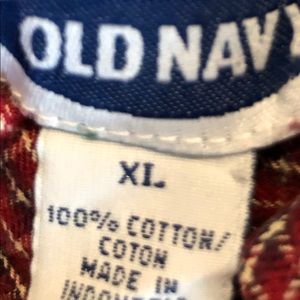 OLD NAVY
XL
100% COTTON/
COTON
MADE IN